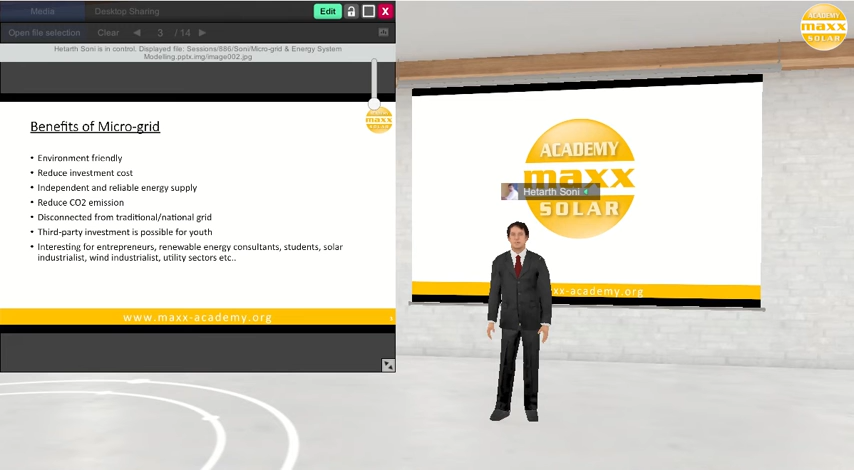 Media
Desktop Sharing
Edit
X
Open file selection
Clear
3 / 14
Hetarth Soni is in control. Displayed file: Sessions/886/Soni/Micro-grid & Energy System
Modelling.pptx.img/image002.jpg
maxx
Benefits of Micro-grid
• Environment friendly
• Reduce investment cost
• Independent and reliable energy supply
• Reduce CO2 emission
• Disconnected from traditional/national grid
• Third-party investment is possible for youth
• Interesting for entrepreneurs, renewable energy consultants, students, solar
industrialist, wind industrialist, utility sectors etc..
www.maxx-academy.org
ACADEMY
maxx
SOLAR
Hetarth Soni
xx-academy.org
ACADEMY
maxx
SOLAR